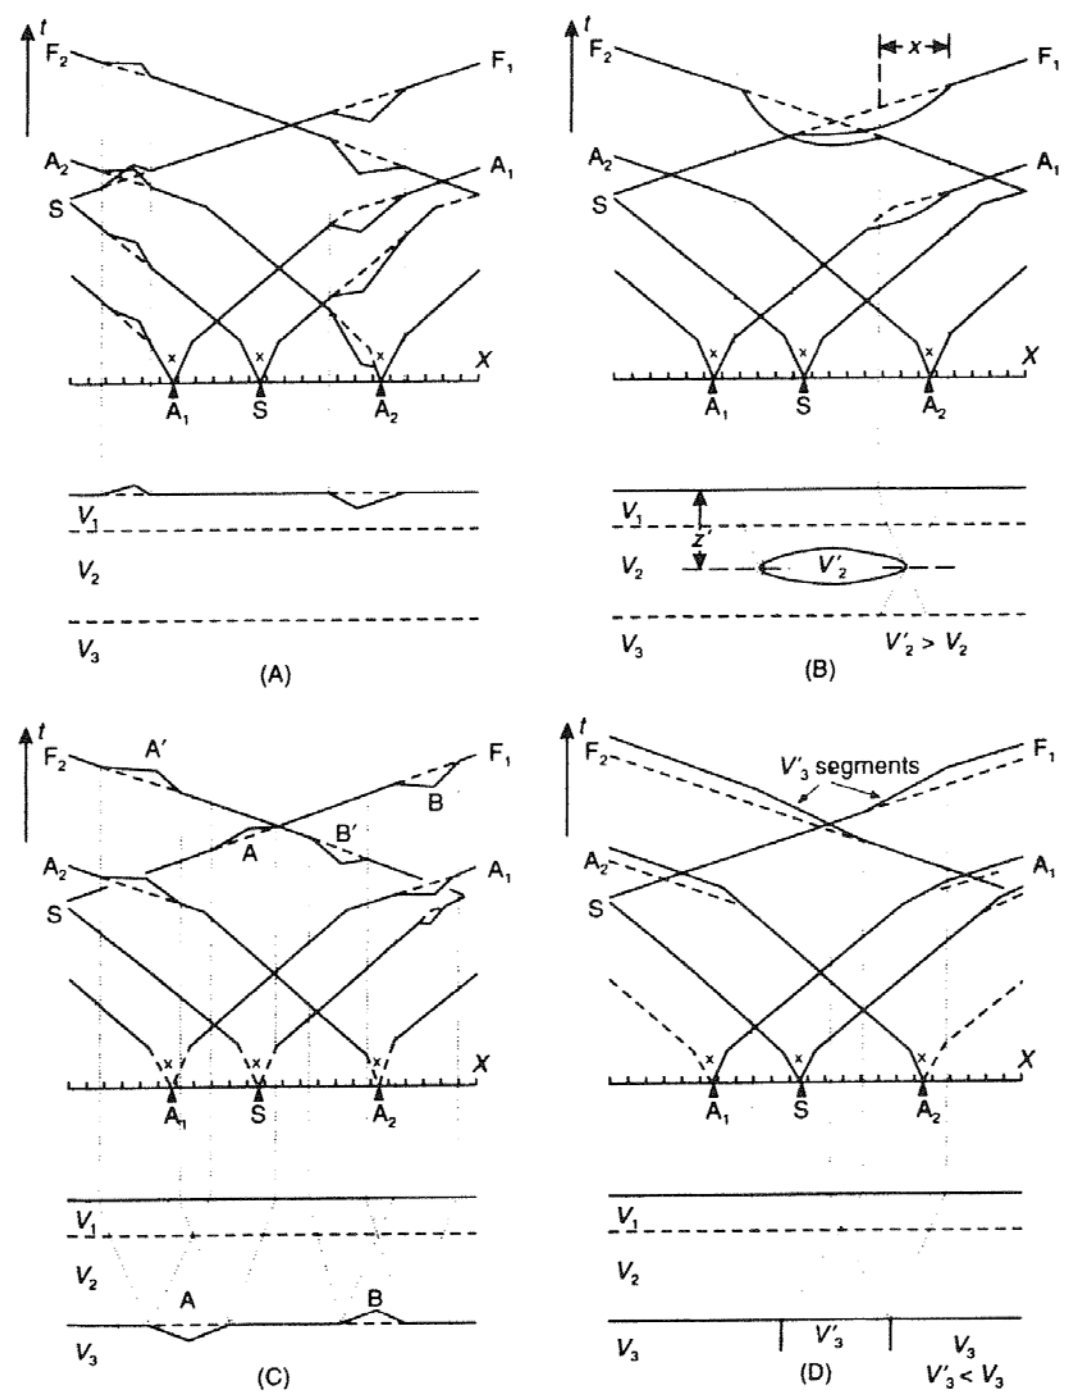 t
F₂
F₁
A₂
A₁
S
x x x
X
A₁ S A₂
V₁
V₂
V₃
(A)
t
x
F₂
F₁
A₂
A₁
S
x x x
X
A₁ S A₂
V₁
z'
V₂
V'₂
V₃
V'₂ > V₂
(B)
t
F₂
A'
F₁
B
A
B'
A₂
A₁
S
x x x
X
A₁ S A₂
V₁
V₂
A
B
V₃
(C)
t
F₁
V'₃ segments
F₂
A₂
A₁
S
x x x
X
A₁ S A₂
V₁
V₂
V₃
V'₃
V₃
(D)
V'₃ < V₃